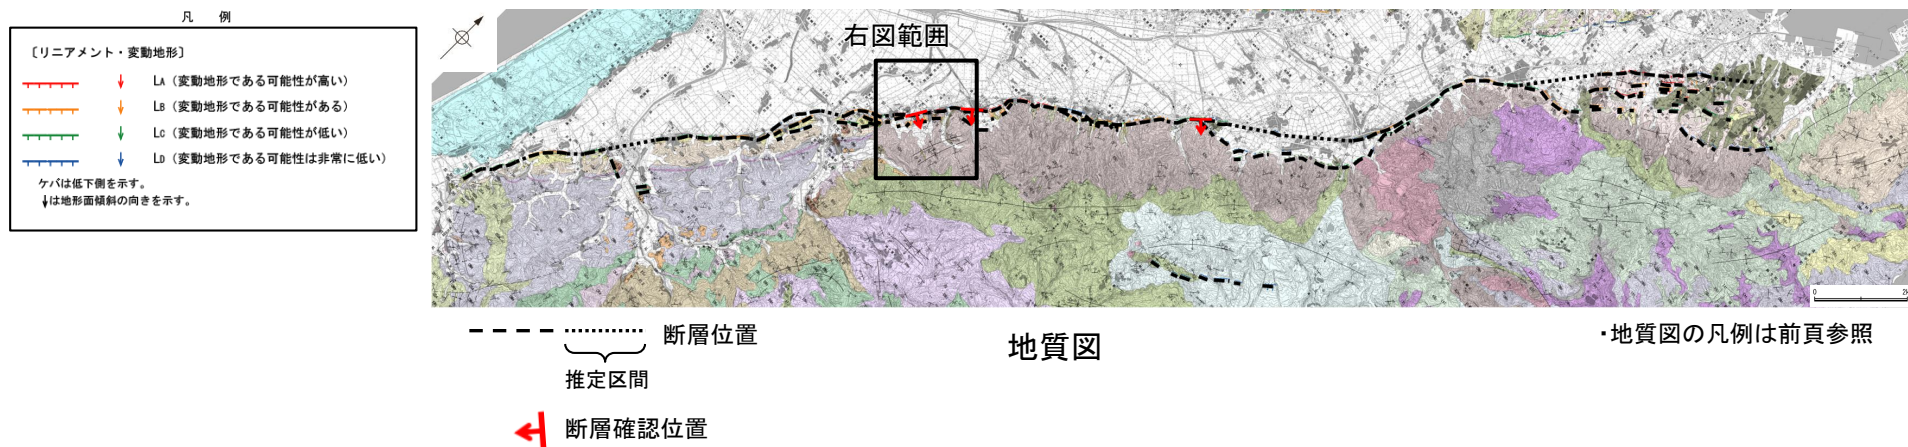 凡 例
〔リニアメント・変動地形〕
LA (変動地形である可能性が高い)
LB (変動地形である可能性がある)
LC (変動地形である可能性が低い)
LD (変動地形である可能性は非常に低い)
ケバは低下側を示す。
↓は地形面傾斜の向きを示す。
右図範囲
0
断層位置
推定区間
断層確認位置
地質図
・地質図の凡例は前頁参照